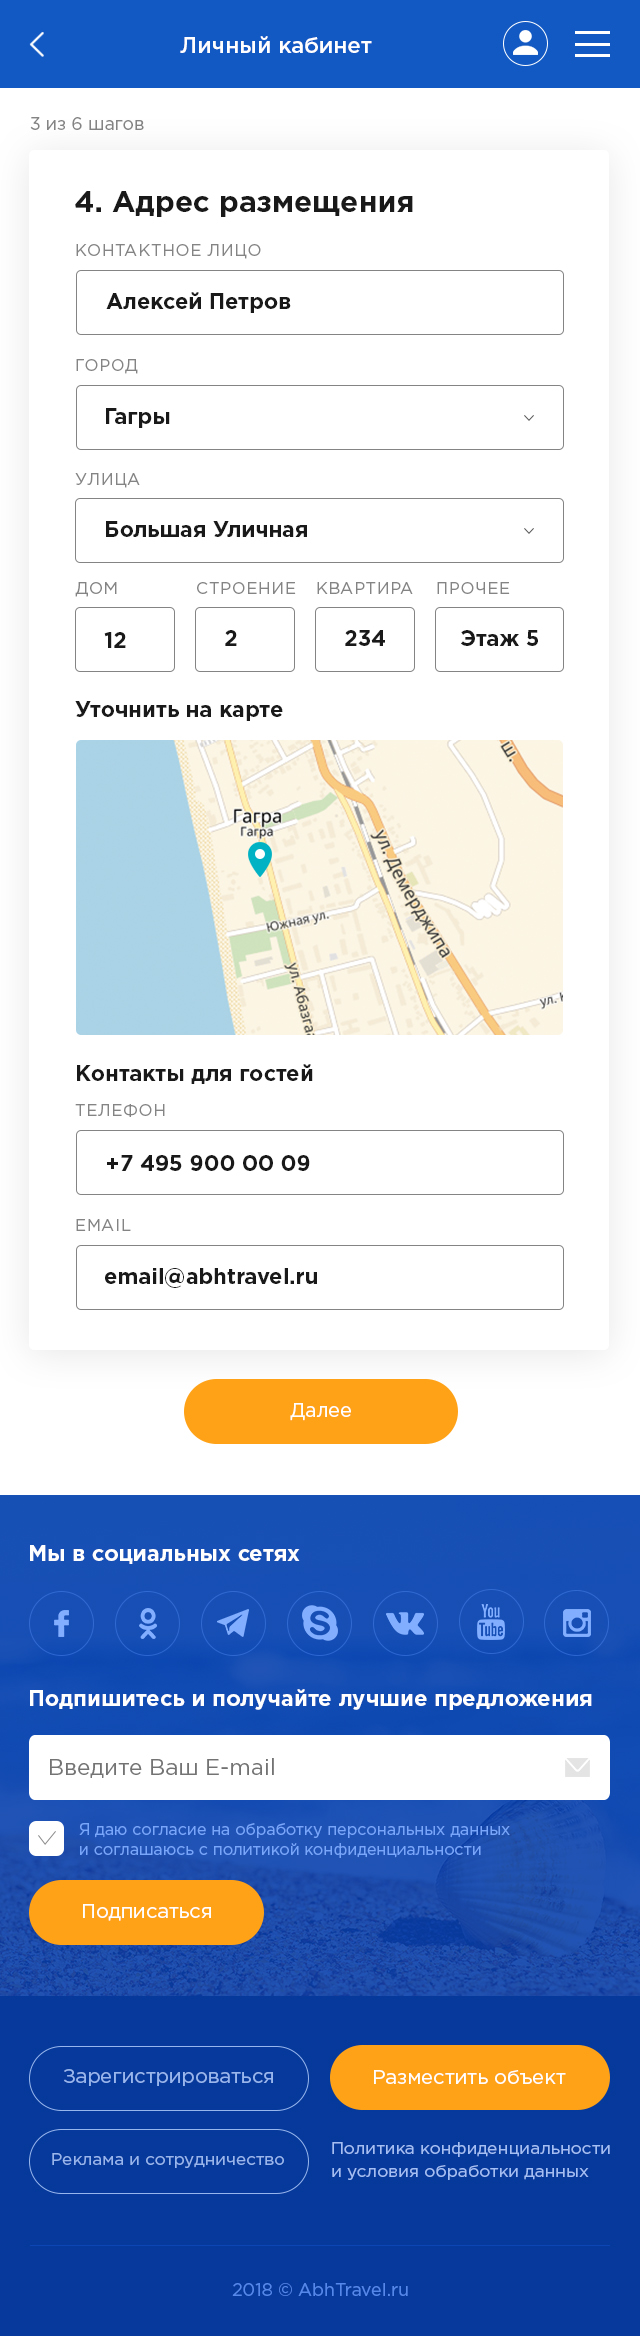 Личный кабинет
3 из 6 шагов
4. Адрес размещения
КОНТАКТНОЕ ЛИЦО
Алексей Петров
ГОРОД
Гагры
УЛИЦА
Большая Уличная
ДОМ СТРОЕНИЕ КВАРТИРА ПРОЧЕЕ
12 2 234 Этаж 5
Уточнить на карте
ш.
Гагра
Гагра
ул. Демерджипа
Южная ул.
ул. Абазга
ул.
Контакты для гостей
ТЕЛЕФОН
+7 495 900 00 09
EMAIL
email@abhtravel.ru
Далее
Мы в социальных сетях
You
Tube
Подпишитесь и получайте лучшие предложения
Введите Ваш E-mail
Я даю согласие на обработку персональных данных
и соглашаюсь с политикой конфиденциальности
Подписаться
Зарегистрироваться Разместить объект
Реклама и сотрудничество
Политика конфиденциальности
и условия обработки данных
2018 © AbhTravel.ru